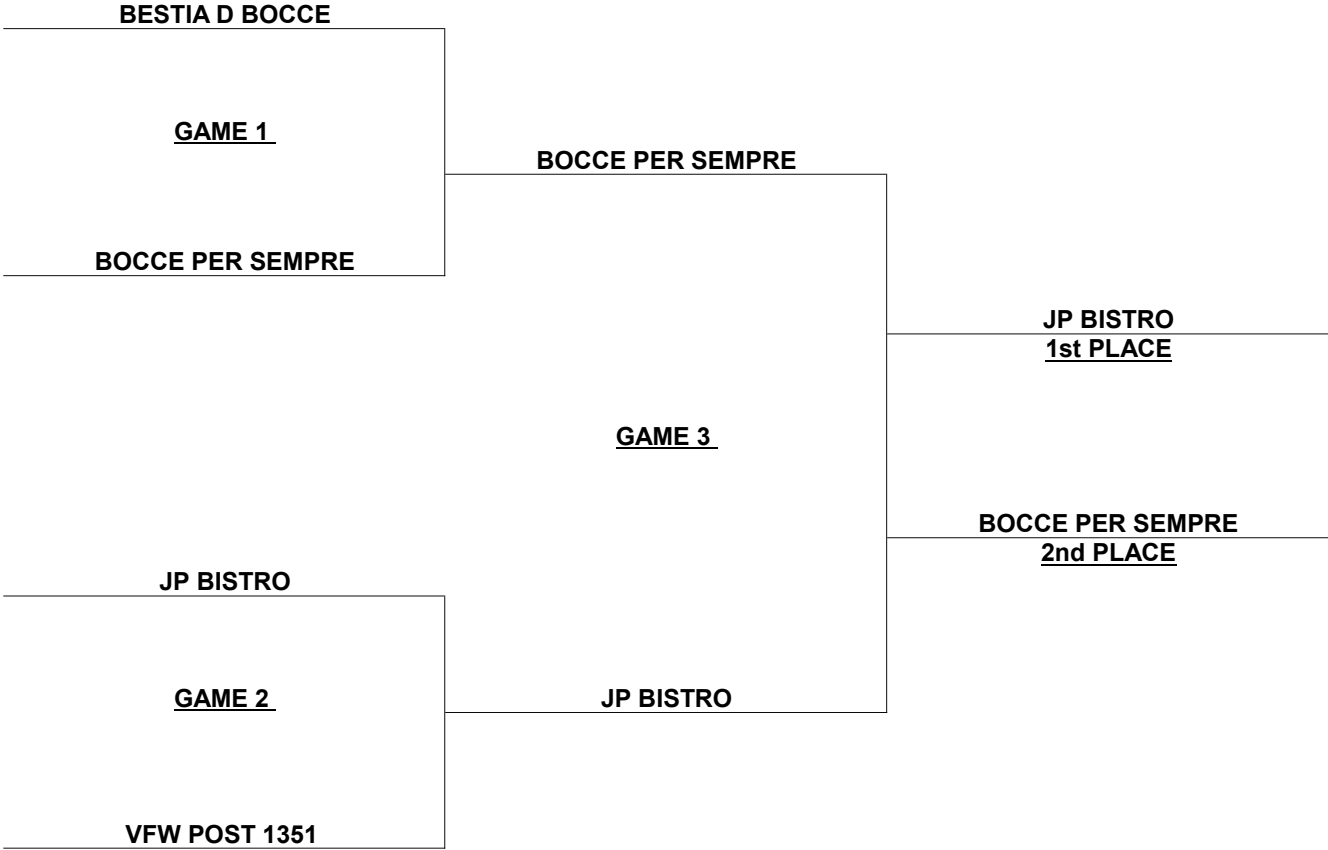 BESTIA D BOCCE
GAME 1
BOCCE PER SEMPRE
BOCCE PER SEMPRE
JP BISTRO
1st PLACE
GAME 3
BOCCE PER SEMPRE
2nd PLACE
JP BISTRO
GAME 2
JP BISTRO
VFW POST 1351